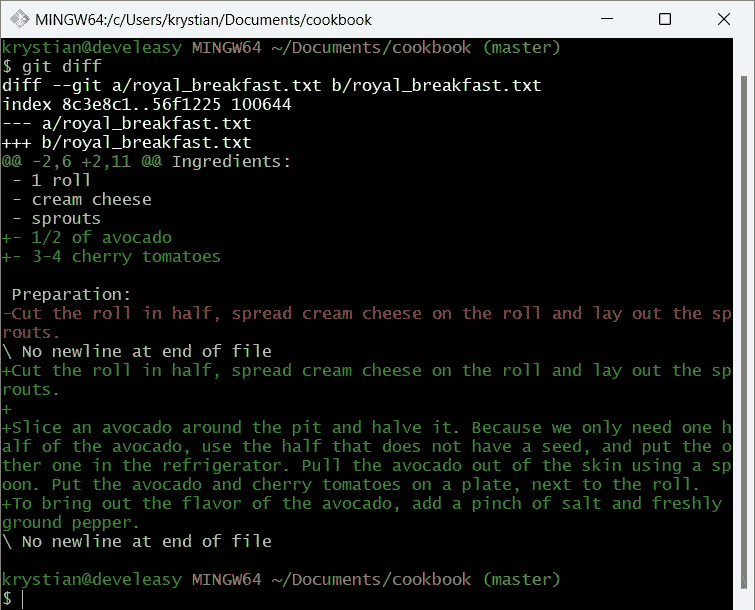 MINGW64:/c/Users/krystian/Documents/cookbook
krystian@develeasy MINGW64 ~/Documents/cookbook (master)
$ git diff
diff --git a/royal_breakfast.txt b/royal_breakfast.txt
index 8c3e8c1..56f1225 100644
--- a/royal_breakfast.txt
+++ b/royal_breakfast.txt
@@ -2,6 +2,11 @@ Ingredients:
 - 1 roll
 - cream cheese
 - sprouts
+- 1/2 of avocado
+- 3-4 cherry tomatoes

 Preparation:
-Cut the roll in half, spread cream cheese on the roll and lay out the sp
routs.
\ No newline at end of file
+Cut the roll in half, spread cream cheese on the roll and lay out the sp
routs.
+
+Slice an avocado around the pit and halve it. Because we only need one h
alf of the avocado, use the half that does not have a seed, and put the o
ther one in the refrigerator. Pull the avocado out of the skin using a sp
oon. Put the avocado and cherry tomatoes on a plate, next to the roll.
+To bring out the flavor of the avocado, add a pinch of salt and freshly
ground pepper.
\ No newline at end of file

krystian@develeasy MINGW64 ~/Documents/cookbook (master)
$